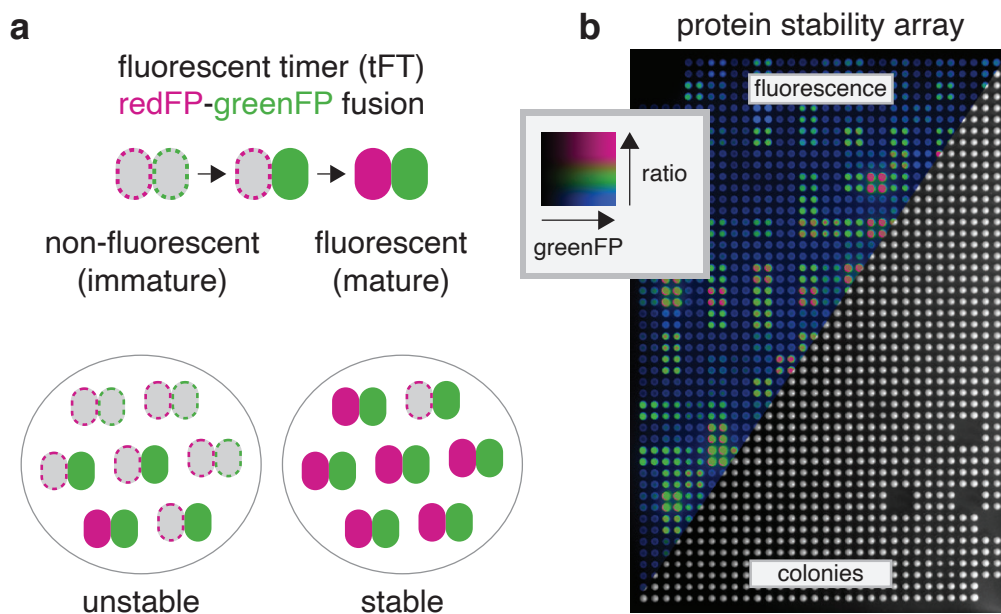 a
fluorescent timer (tFT)
redFP-greenFP fusion
non-fluorescent
(immature)
fluorescent
(mature)
unstable
stable
b
protein stability array
fluorescence
ratio
greenFP
colonies